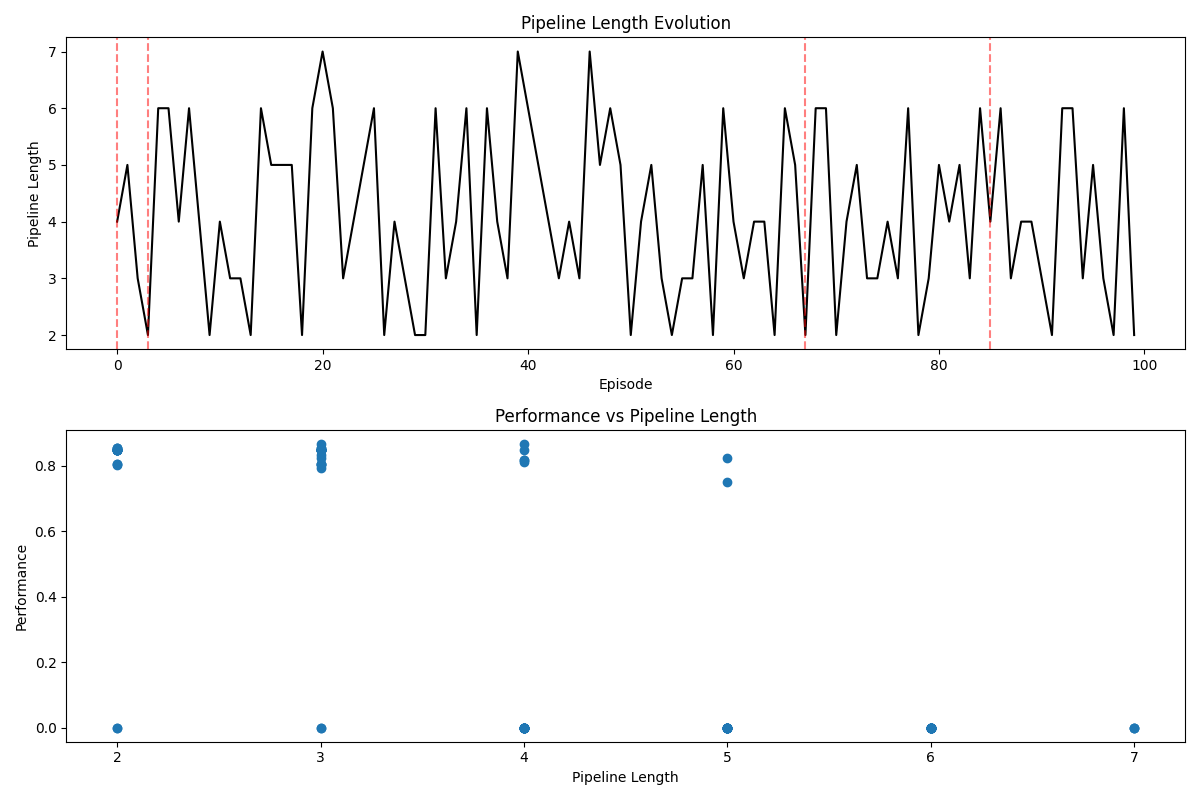 Pipeline Length Evolution
Pipeline Length
7
6
5
4
3
2
0 20 40 60 80 100
Episode
Performance vs Pipeline Length
Performance
0.8
0.6
0.4
0.2
0.0
2 3 4 5 6 7
Pipeline Length